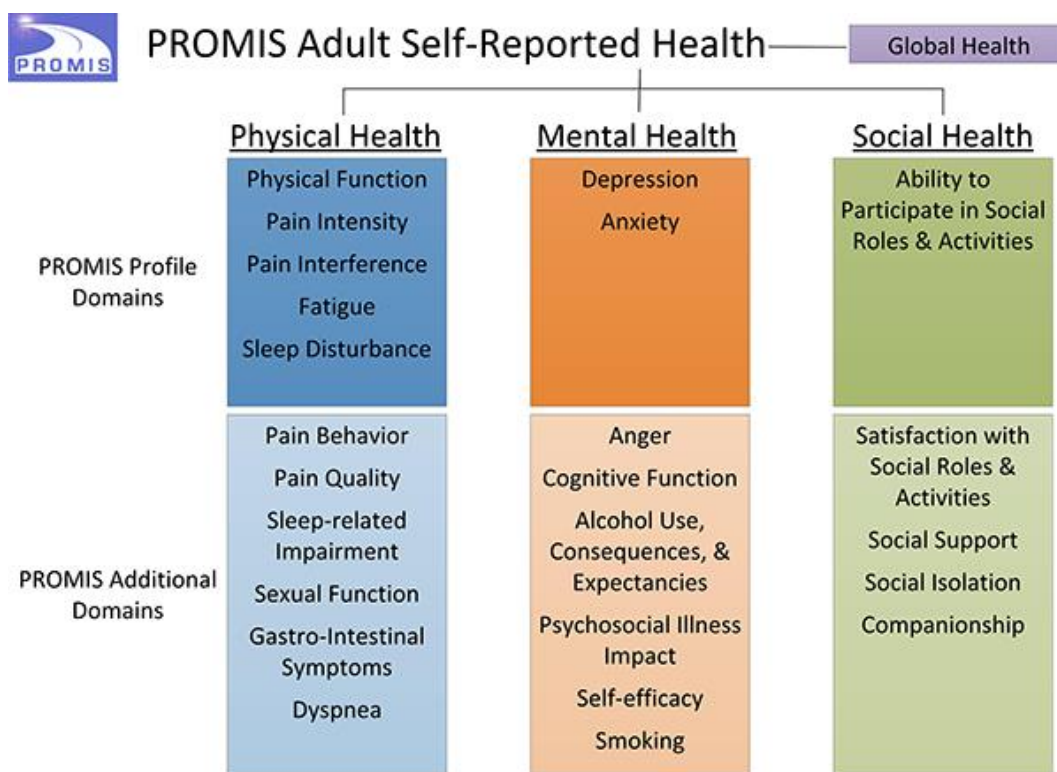 PROMIS
PROMIS Adult Self-Reported Health
Global Health
Physical Health
Mental Health
Social Health
PROMIS Profile
Domains
Physical Function
Pain Intensity
Pain Interference
Fatigue
Sleep Disturbance
Depression
Anxiety
Ability to
Participate in Social
Roles & Activities
PROMIS Additional
Domains
Pain Behavior
Pain Quality
Sleep-related
Impairment
Sexual Function
Gastro-Intestinal
Symptoms
Dyspnea
Anger
Cognitive Function
Alcohol Use,
Consequences, &
Expectancies
Psychosocial Illness
Impact
Self-efficacy
Smoking
Satisfaction with
Social Roles &
Activities
Social Support
Social Isolation
Companionship